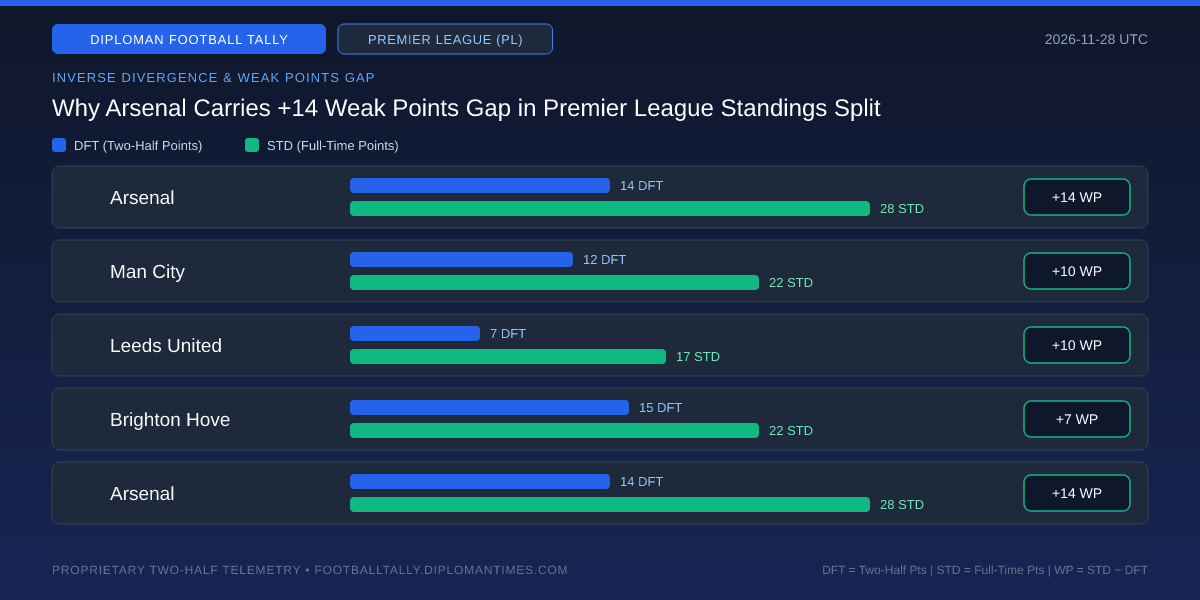 DIPLOMAN FOOTBALL TALLY
PREMIER LEAGUE (PL)
2026-11-28 UTC
INVERSE DIVERGENCE & WEAK POINTS GAP
Why Arsenal Carries +14 Weak Points Gap in Premier League Standings Split
DFT (Two-Half Points)
STD (Full-Time Points)
Arsenal
14 DFT
28 STD
+14 WP
Man City
12 DFT
22 STD
+10 WP
Leeds United
7 DFT
17 STD
+10 WP
Brighton Hove
15 DFT
22 STD
+7 WP
Arsenal
14 DFT
28 STD
+14 WP
PROPRIETARY TWO-HALF TELEMETRY • FOOTBALLTALLY.DIPLOMANTIMES.COM
DFT = Two-Half Pts | STD = Full-Time Pts | WP = STD − DFT